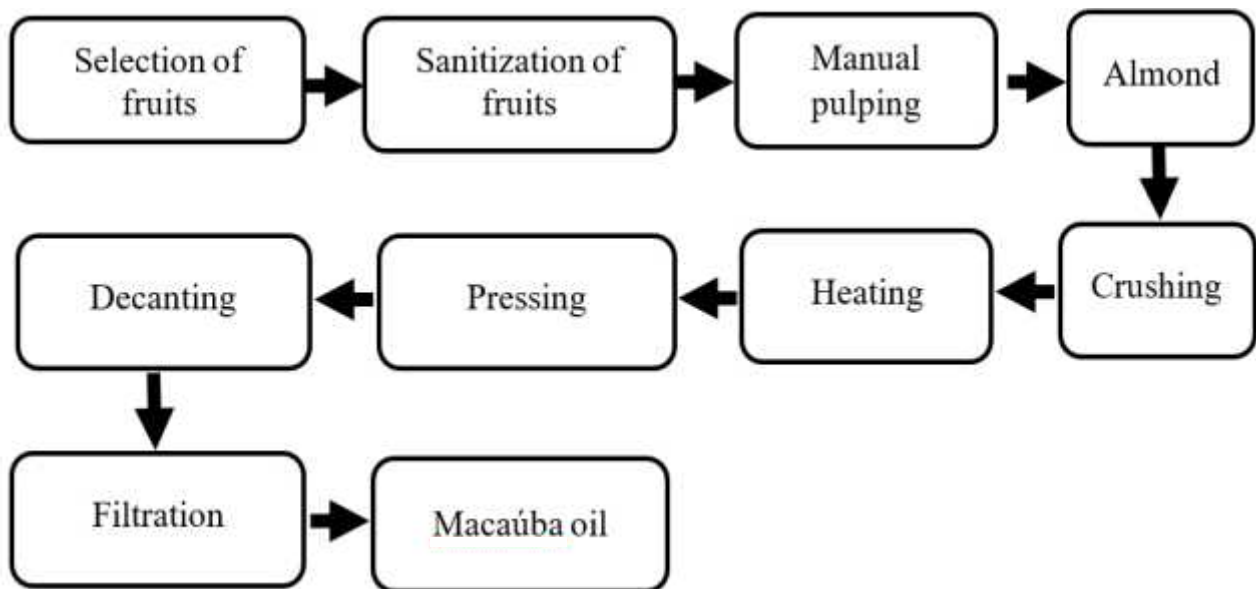 Selection of
fruits
Sanitization of
fruits
Manual
pulping
Almond
Crushing
Heating
Pressing
Decanting
Filtration
Macaúba oil